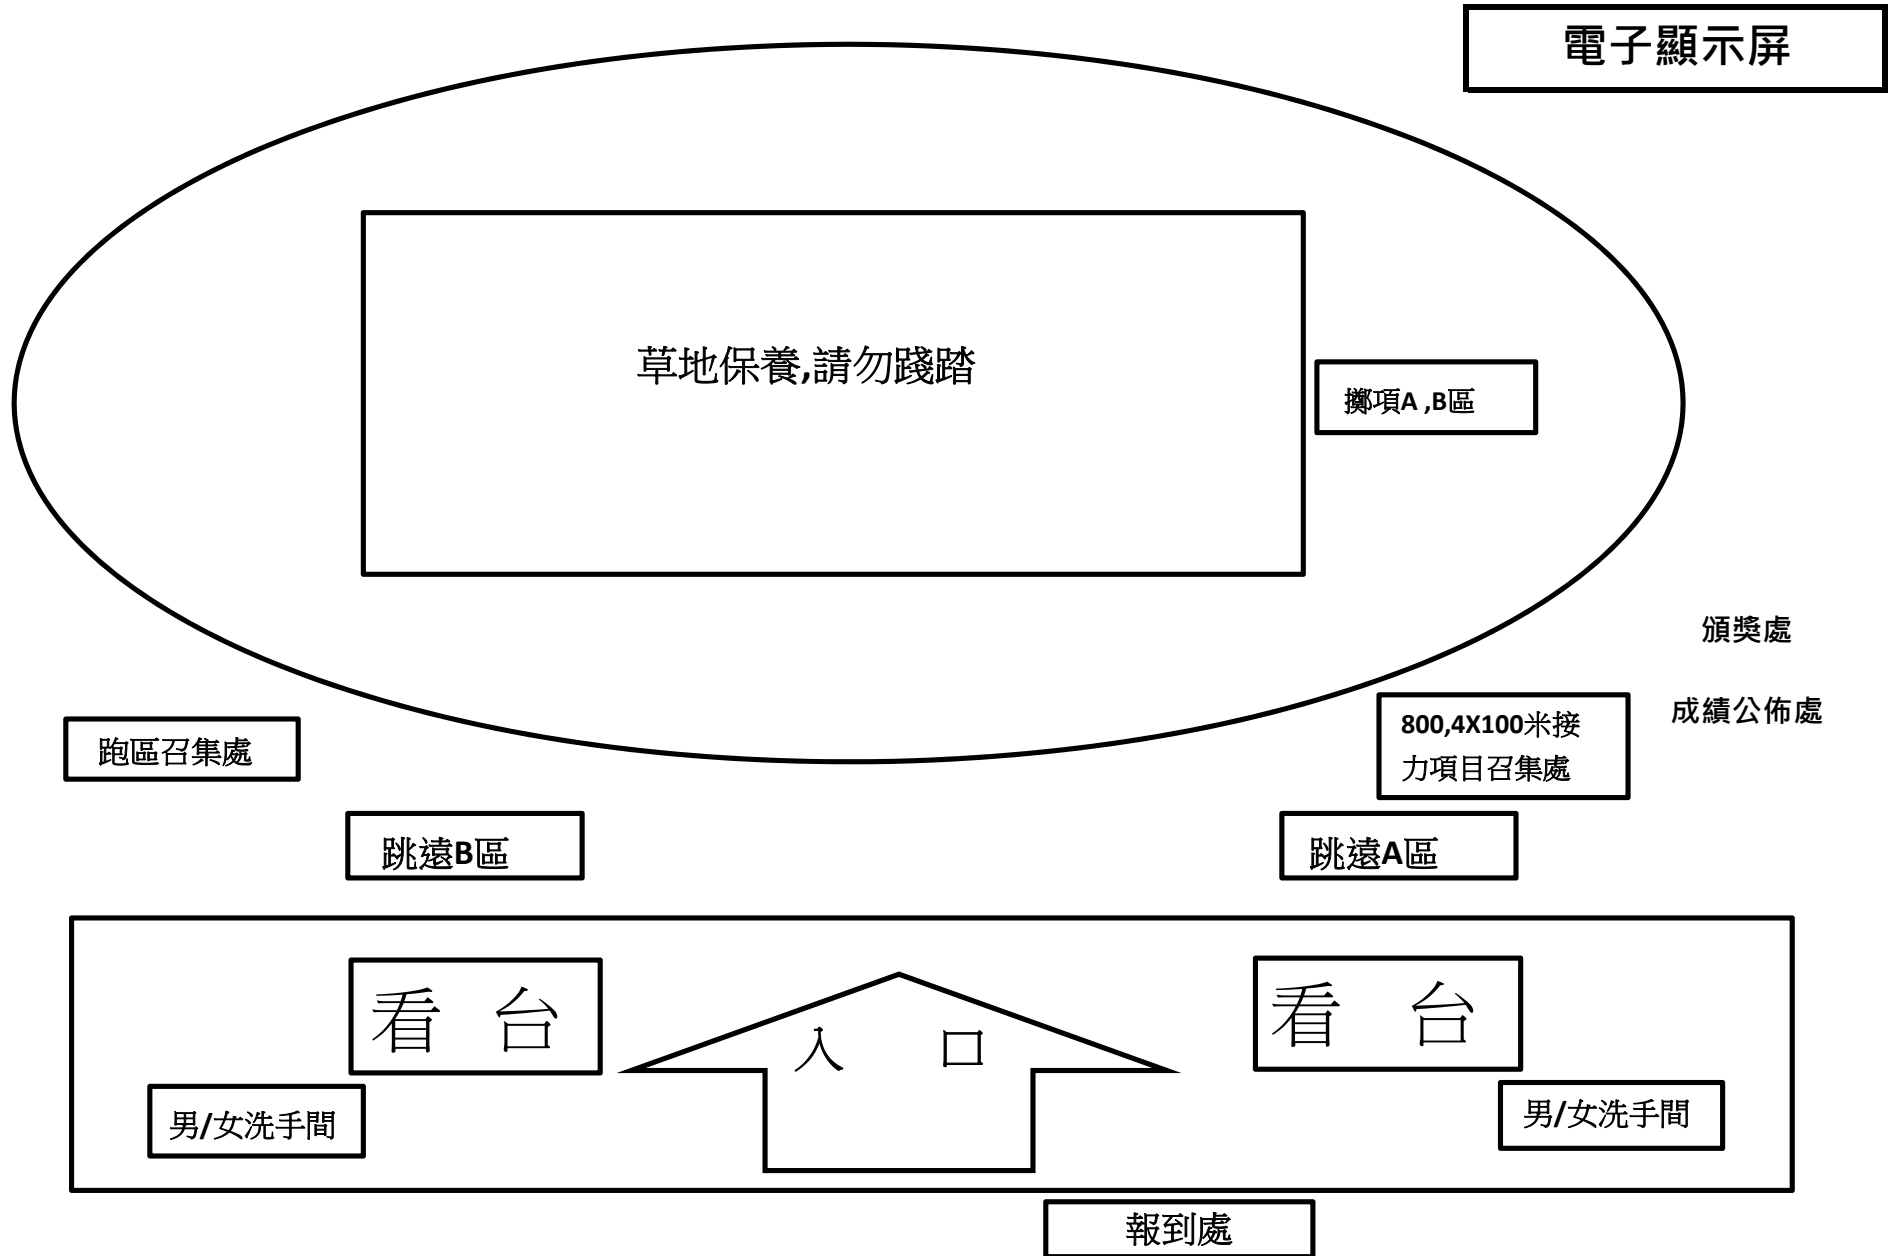 電子顯示屏
草地保養,請勿踐踏
擲項A ,B區
頒獎處
成績公佈處
800,4X100米接
力項目召集處
跑區召集處
跳遠B區
跳遠A區
看 台
入 口
看 台
男/女洗手間
男/女洗手間
報到處